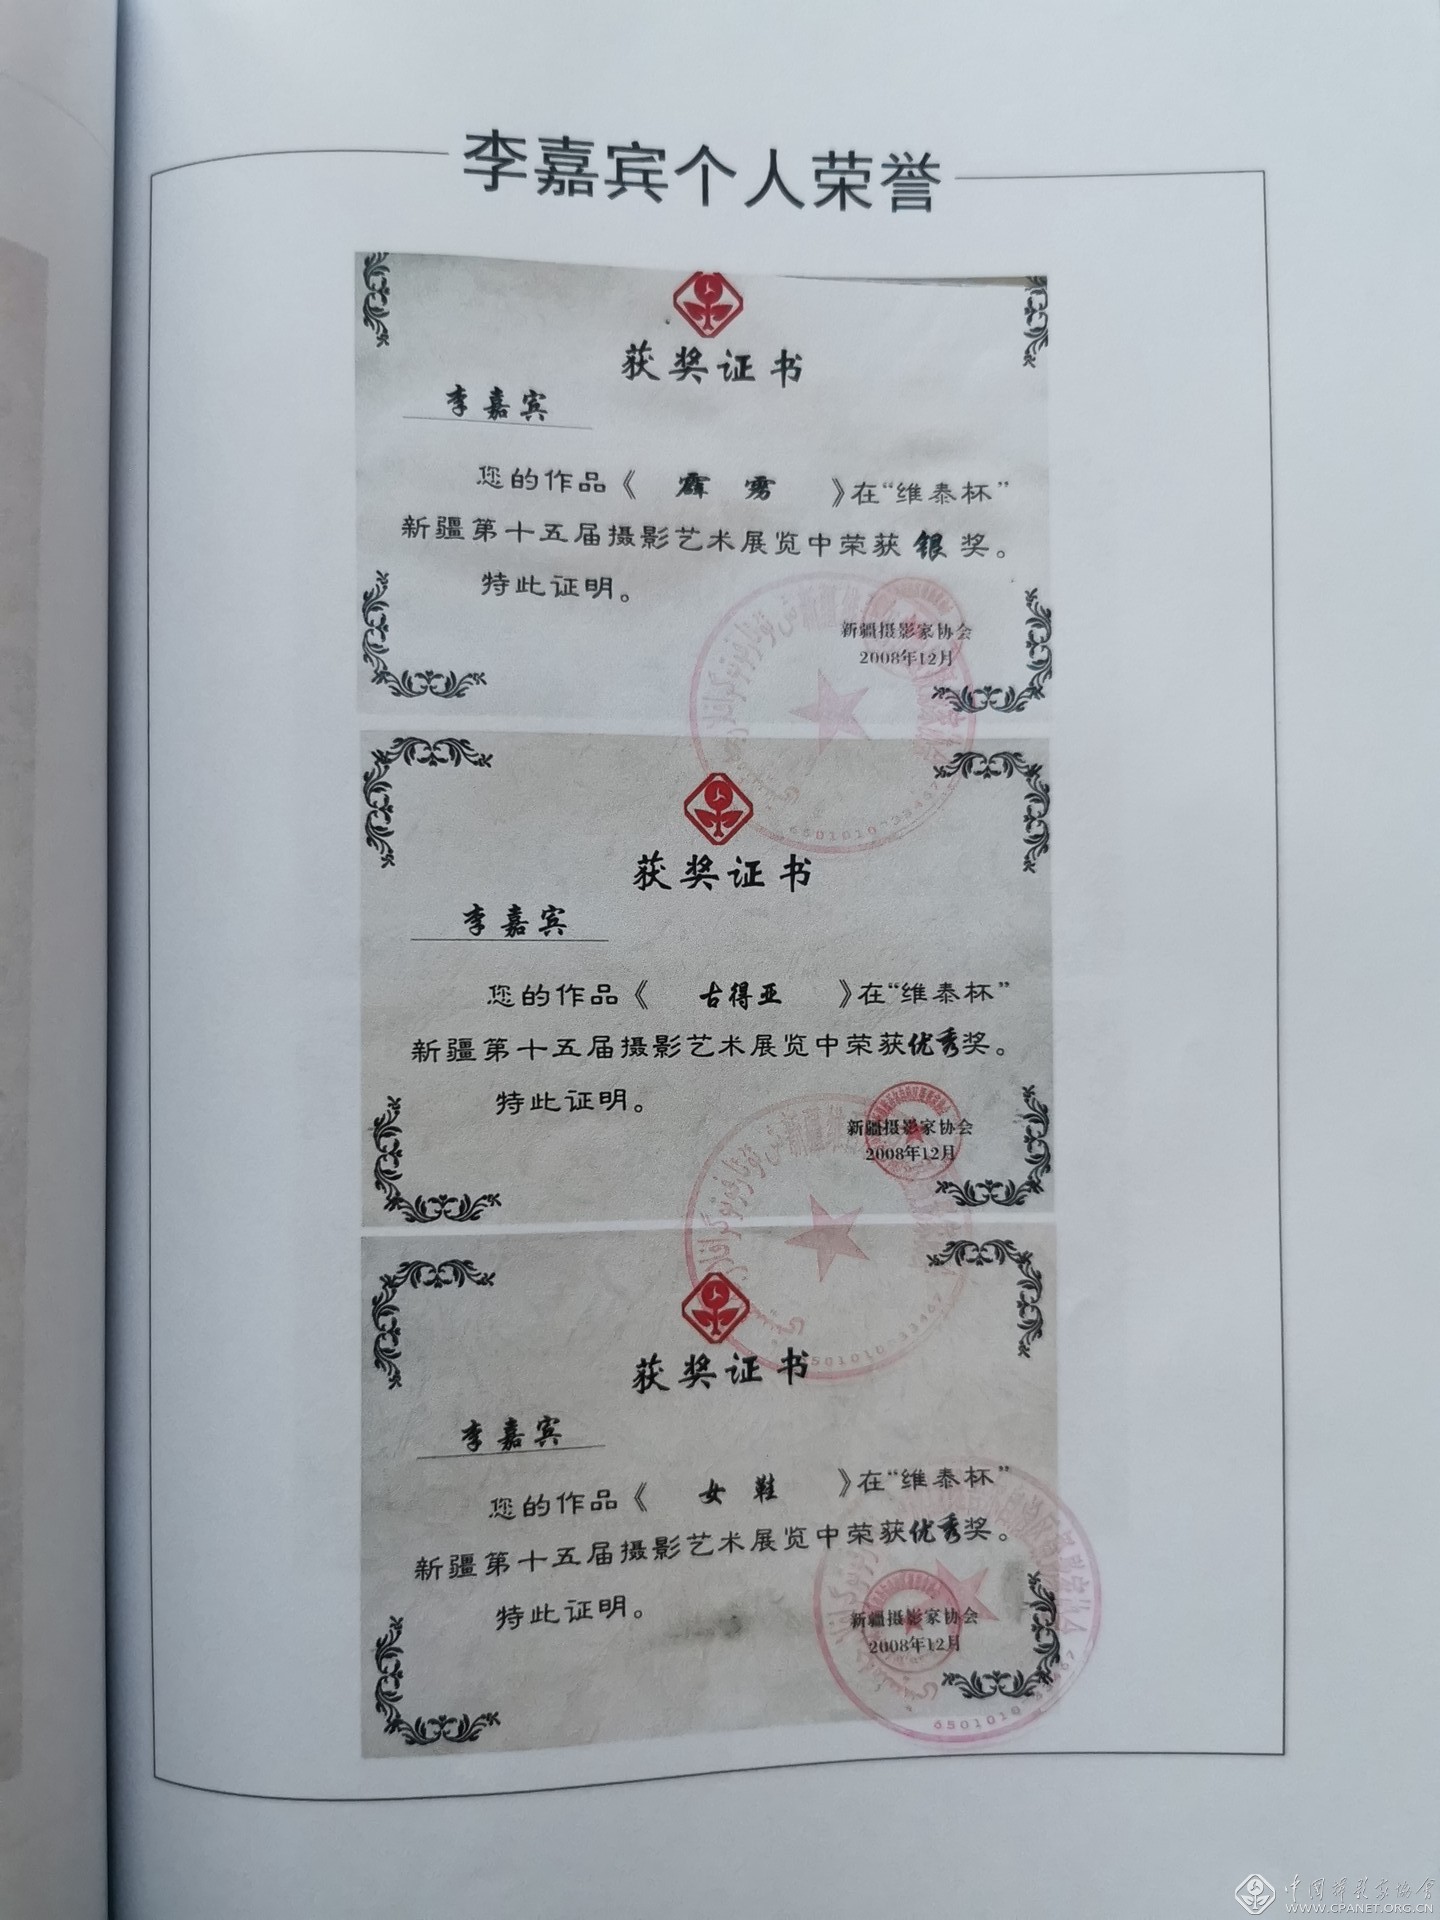 李嘉宾个人荣誉
获奖证书
李嘉宾
您的作品《 霹雳 》在“维泰杯”
新疆第十五届摄影艺术展览中荣获银奖。
特此证明。
新疆摄影家协会
2008年12月
获奖证书
李嘉宾
您的作品《 古得亚 》在“维泰杯”
新疆第十五届摄影艺术展览中荣获优秀奖。
特此证明。
新疆摄影家协会
2008年12月
获奖证书
李嘉宾
您的作品《 女鞋 》在“维泰杯”
新疆第十五届摄影艺术展览中荣获优秀奖。
特此证明。
新疆摄影家协会
2008年12月
中国摄影家协会
WWW.CPANET.ORG.CN